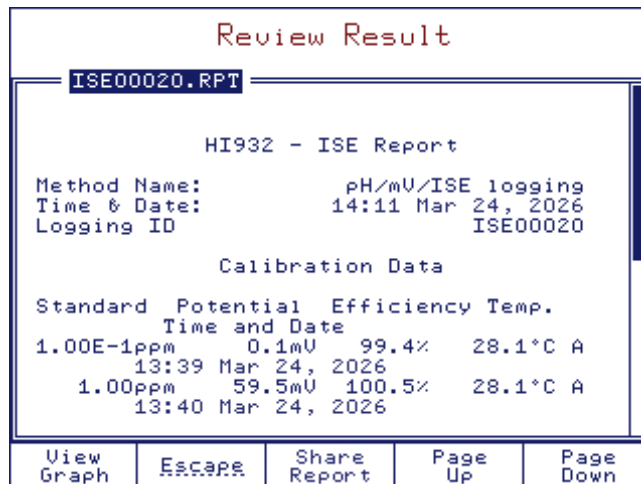 Review Result
ISE00020.RPT
HI932 - ISE Report
Method Name: pH/mV/ISE logging
Time & Date: 14:11 Mar 24, 2026
Logging ID ISE00020
Calibration Data
Standard Potential Efficiency Temp.
Time and Date
1.00E-1ppm 0.1mV 99.4% 28.1°C A
13:39 Mar 24, 2026
1.00ppm 59.5mV 100.5% 28.1°C A
13:40 Mar 24, 2026
View Graph
Escape
Share Report
Page Up
Page Down